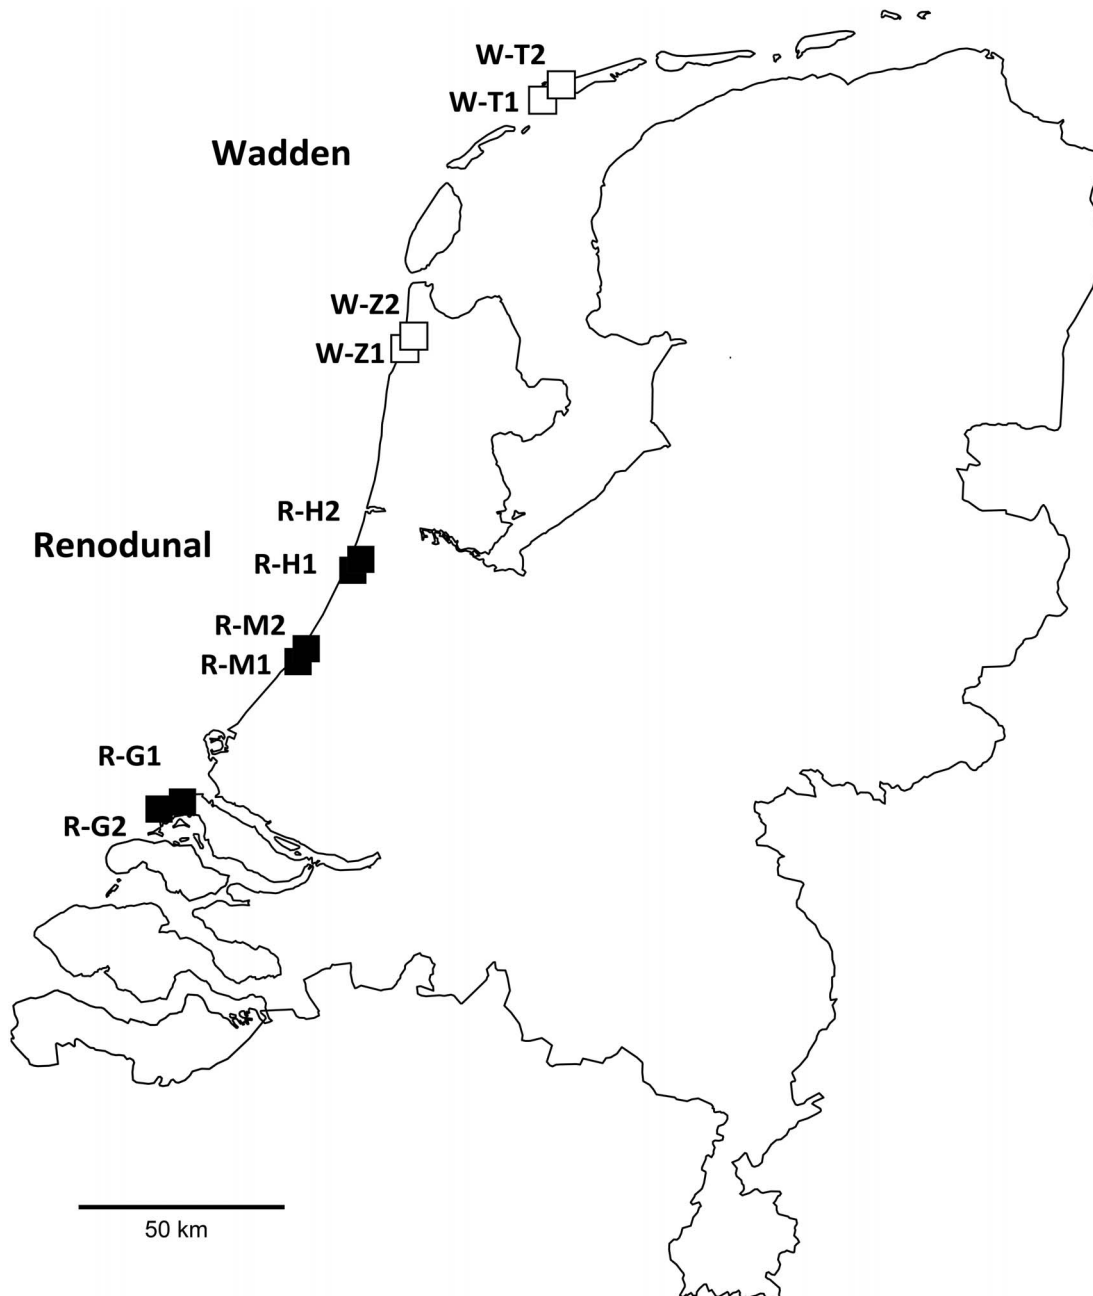 W-T2
W-T1
Wadden
W-Z2
W-Z1
R-H2
Renodunal
R-H1
R-M2
R-M1
R-G1
R-G2
50 km